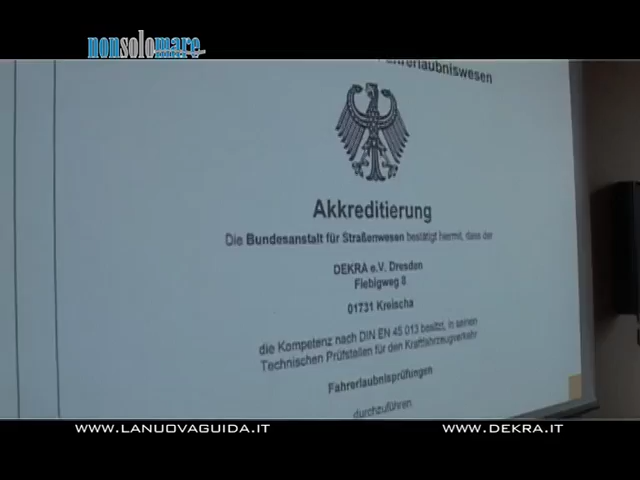 nonsolomare
Fahrerlaubniswesen
Akkreditierung
Die Bundesanstalt für Straßenwesen bestätigt hiermit, dass der
DEKRA e.V. Dresden
Fiebigweg 8
01731 Kreischa
die Kompetenz nach DIN EN 45 013 besitzt, in seinen
Technischen Prüfstellen für den Kraftfahrzeugverkehr
Fahrerlaubnisprüfungen
durchzuführen
WWW.LANUOVAGUIDA.IT
WWW.DEKRA.IT